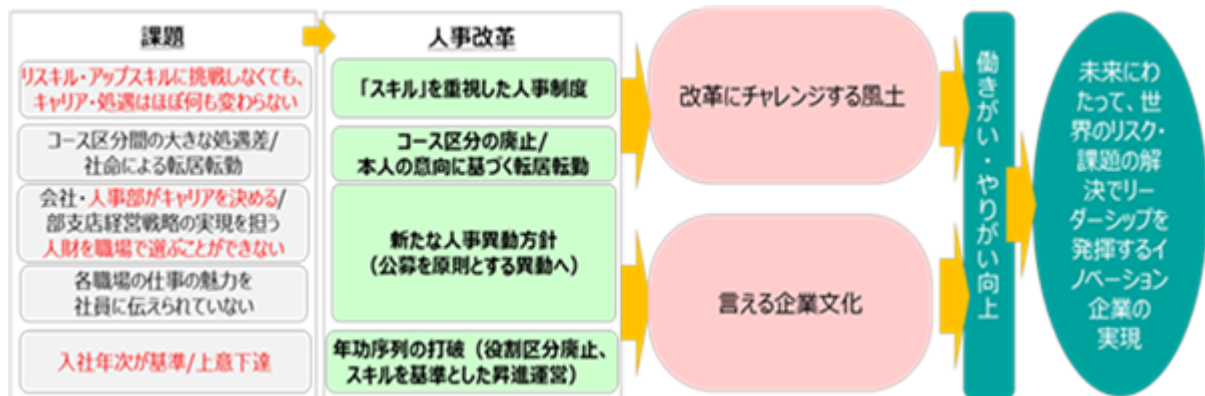 課題
人事改革
リスキル・アップスキルに挑戦しなくても、
キャリア・処遇はほぼ何も変わらない
「スキル」を重視した人事制度
コース区分間の大きな処遇差/
社命による転居転勤
コース区分の廃止/
本人の意向に基づく転居転勤
会社・人事部がキャリアを決める/
部支店経営戦略の実現を担う
人財を職場で選ぶことができない
各職場の仕事の魅力を
社員に伝えられていない
新たな人事異動方針
（公募を原則とする異動へ）
入社年次が基準/上意下達
年功序列の打破（役割区分廃止、
スキルを基準とした昇進運営）
改革にチャレンジする風土
言える企業文化
働きがい・やりがい向上
未来にわ
たって、世
界のリスク・
課題の解
決でリー
ダーシップを
発揮するイ
ノベーション
企業の
実現